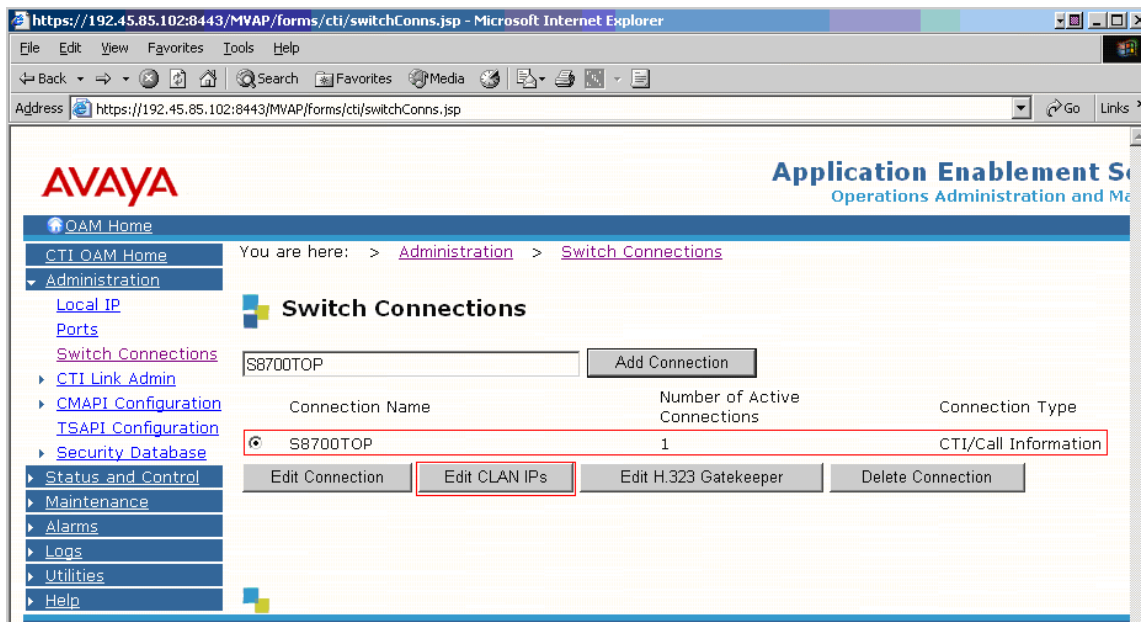 https://192.45.85.102:8443/MVAP/forms/cti/switchConns.jsp - Microsoft Internet Explorer
File Edit View Favorites Tools Help
Back Search Favorites Media
Address https://192.45.85.102:8443/MVAP/forms/cti/switchConns.jsp Go Links
AVAYA
Application Enablement Se
Operations Administration and Ma
OAM Home
CTI OAM Home
You are here: > Administration > Switch Connections
Administration
Local IP
Ports
Switch Connections
CTI Link Admin
CMAPI Configuration
TSAPI Configuration
Security Database
Status and Control
Maintenance
Alarms
Logs
Utilities
Help
Switch Connections
S8700TOP Add Connection
Connection Name Number of Active Connections Connection Type
S8700TOP 1 CTI/Call Information
Edit Connection Edit CLAN IPs Edit H.323 Gatekeeper Delete Connection